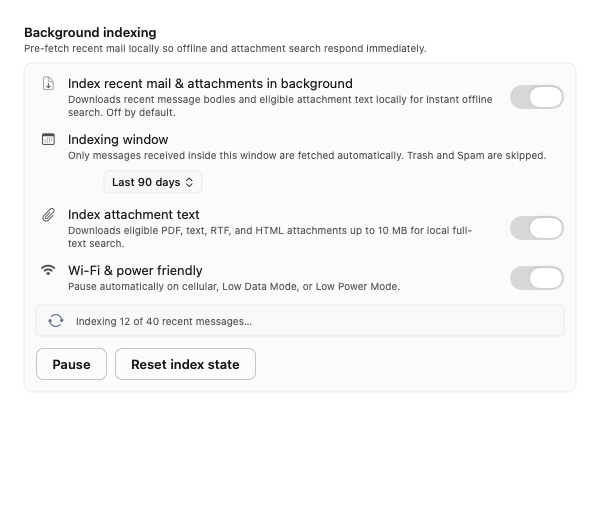 Background indexing
Pre-fetch recent mail locally so offline and attachment search respond immediately.
Index recent mail & attachments in background
Downloads recent message bodies and eligible attachment text locally for instant offline
search. Off by default.
Indexing window
Only messages received inside this window are fetched automatically. Trash and Spam are skipped.
Last 90 days
Index attachment text
Downloads eligible PDF, text, RTF, and HTML attachments up to 10 MB for local full-
text search.
Wi-Fi & power friendly
Pause automatically on cellular, Low Data Mode, or Low Power Mode.
Indexing 12 of 40 recent messages...
Pause
Reset index state